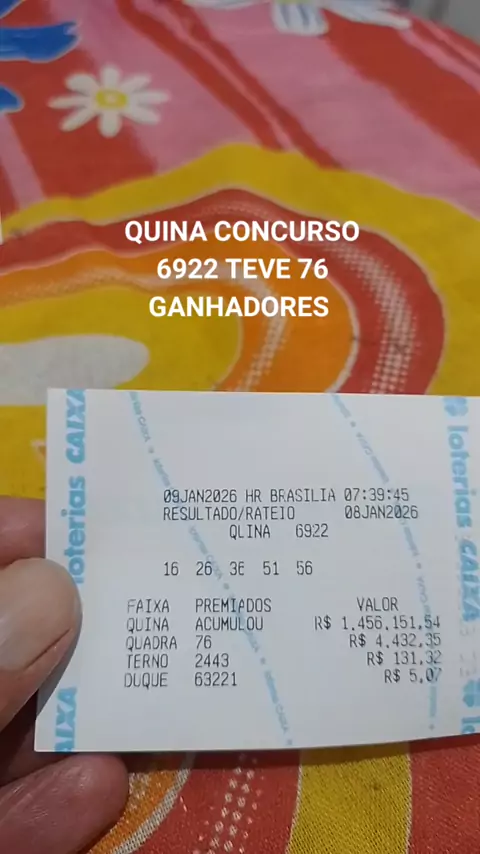 QUINA CONCURSO
6922 TEVE 76
GANHADORES
loterias CAIXA
loterias CAIXA
CAIXA
09JAN2026 HR BRASILIA 07:39:45
RESULTADO/RATEIO 08JAN2026
QUINA 6922
16 26 36 51 56
FAIXA PREMIADOS VALOR
QUINA ACUMULOU R$ 1.456.151,54
QUADRA 76 R$ 4.432,35
TERNO 2443 R$ 131,32
DUQUE 63221 R$ 5,07